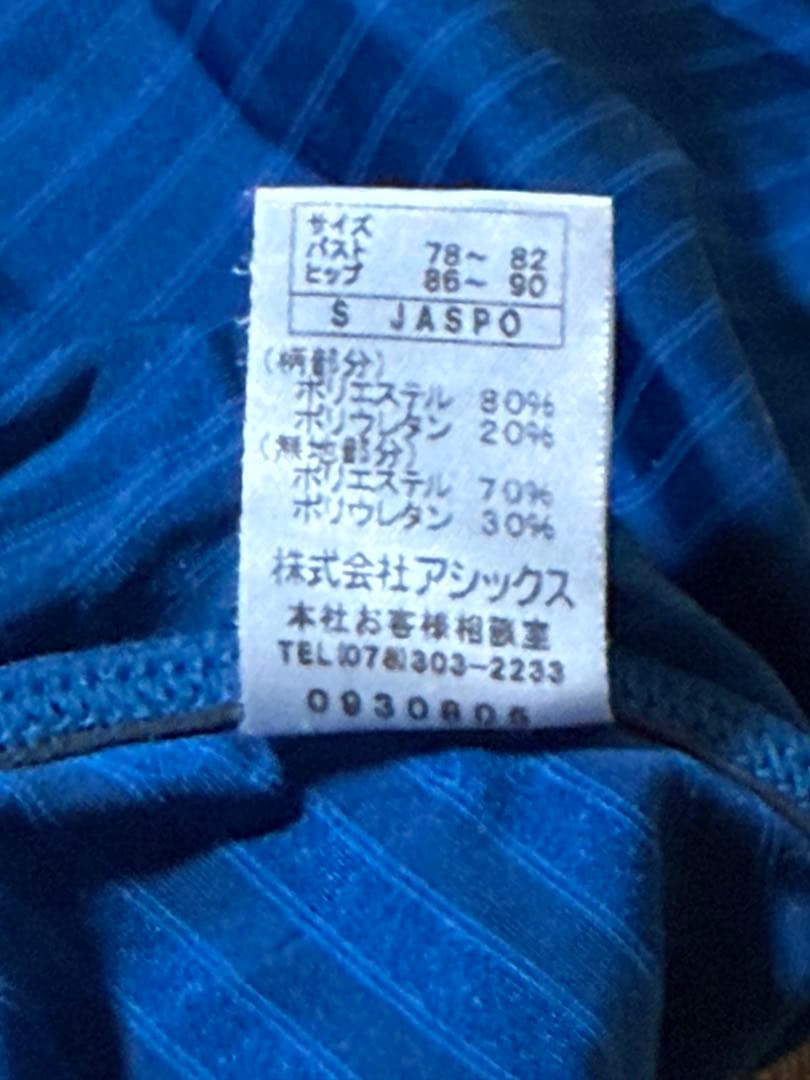 サイズ
バスト 78～ 82
ヒップ 86～ 90
S JASPO
(柄部分)
ポリエステル 80%
ポリウレタン 20%
(無地部分)
ポリエステル 70%
ポリウレタン 30%
株式会社アシックス
本社お客様相談室
TEL(078)303-2233